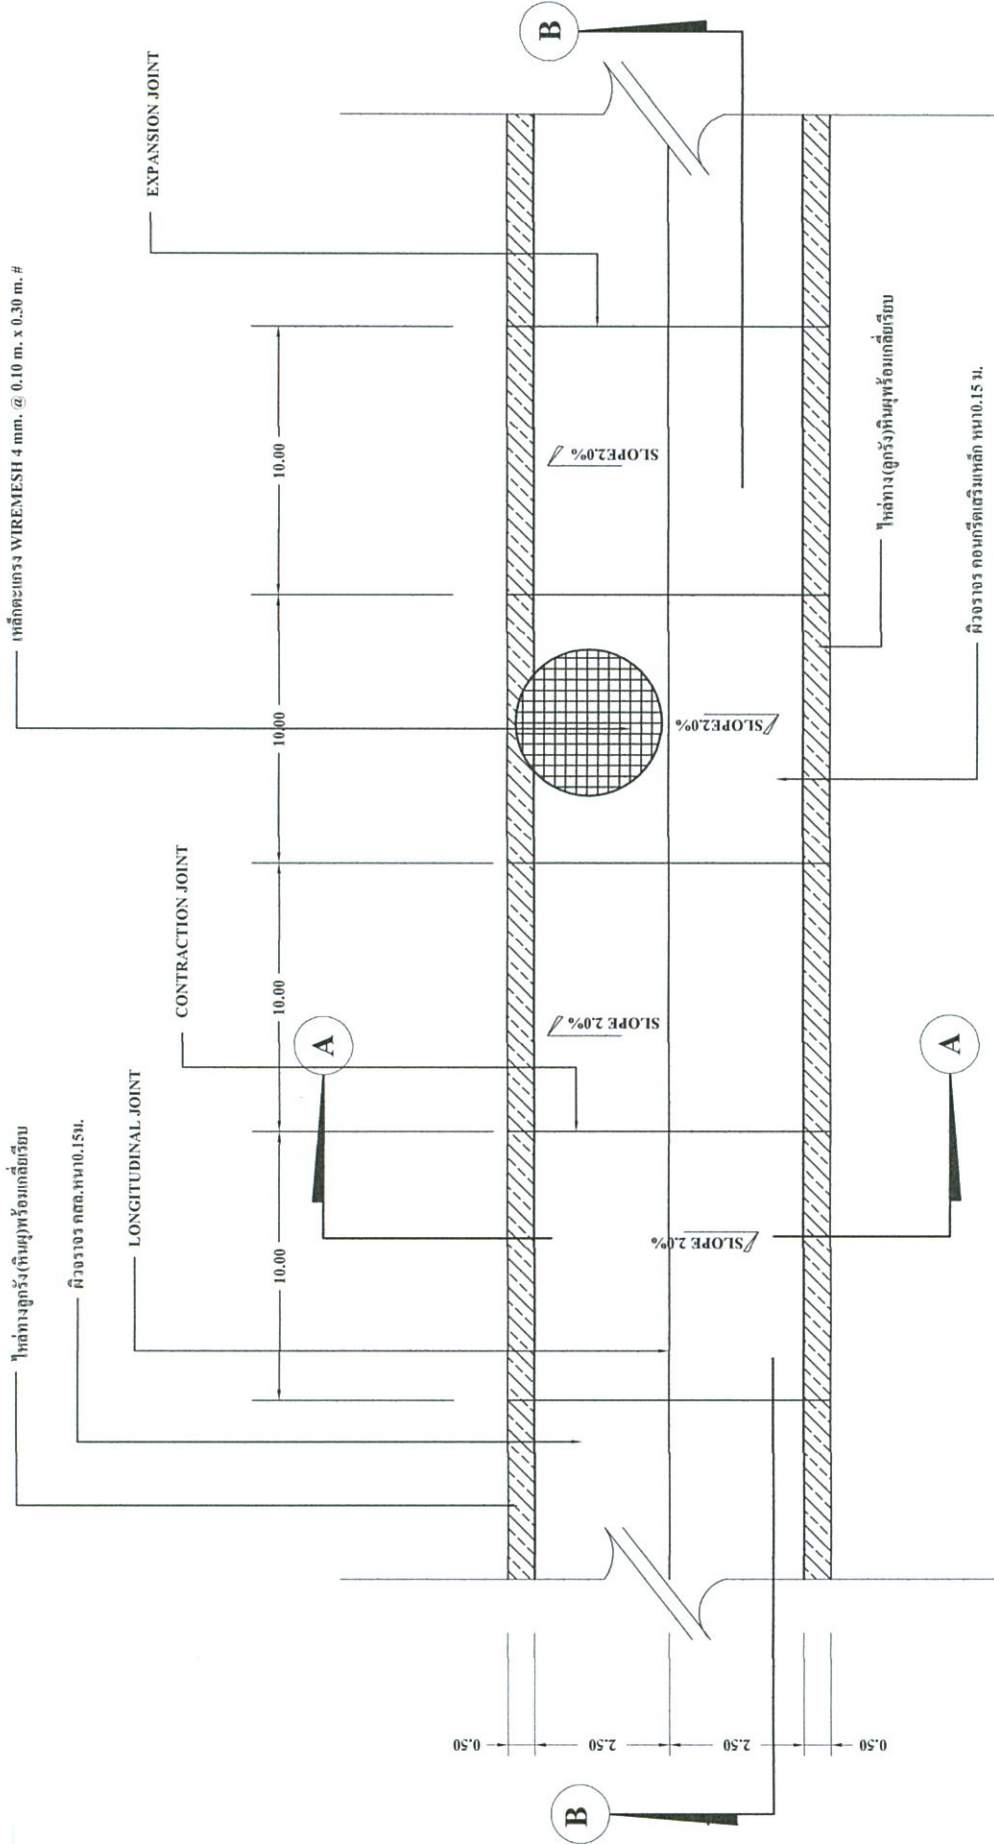 เหล็กตะแกรง WIREMESH 4 mm. @ 0.10 m. x 0.30 m. #
ไหล่ทางลูกรัง(หินผุ)พร้อมเกลี่ยเรียบ
ผิวจราจร คสล.หนา0.15ม.
LONGITUDINAL JOINT
CONTRACTION JOINT
EXPANSION JOINT
10.00
10.00
10.00
10.00
A
B
SLOPE 2.0%
SLOPE 2.0%
SLOPE2.0%
SLOPE2.0%
0.50
2.50
2.50
0.50
B
A
ไหล่ทาง(ลูกรัง)หินผุพร้อมเกลี่ยเรียบ
ผิวจราจร คอนกรีตเสริมเหล็ก หนา0.15 ม.